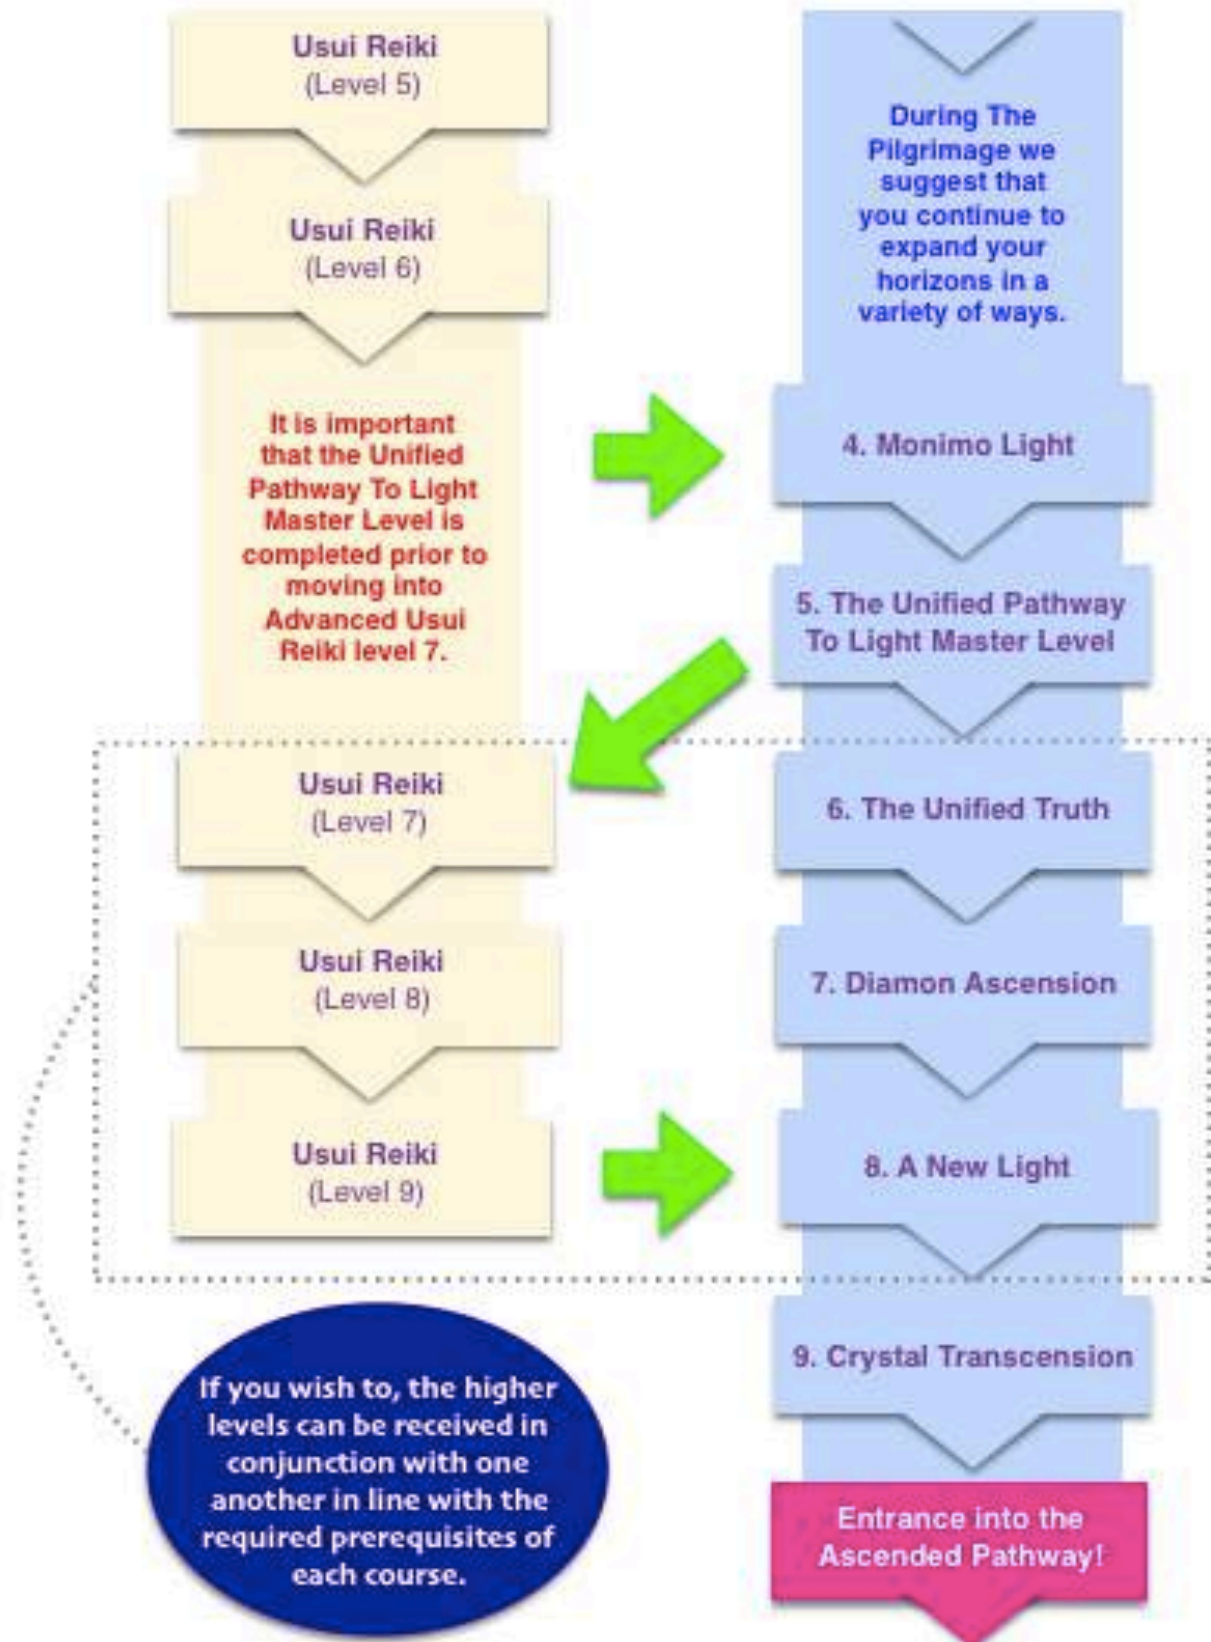 Usui Reiki
(Level 5)
Usui Reiki
(Level 6)
It is important
that the Unified
Pathway To Light
Master Level is
completed prior to
moving into
Advanced Usui
Reiki level 7.
Usui Reiki
(Level 7)
Usui Reiki
(Level 8)
Usui Reiki
(Level 9)
If you wish to, the higher
levels can be received in
conjunction with one
another in line with the
required prerequisites of
each course.
During The
Pilgrimage we
suggest that
you continue to
expand your
horizons in a
variety of ways.
4. Monimo Light
5. The Unified Pathway
To Light Master Level
6. The Unified Truth
7. Diamon Ascension
8. A New Light
9. Crystal Transcension
Entrance into the
Ascended Pathway!